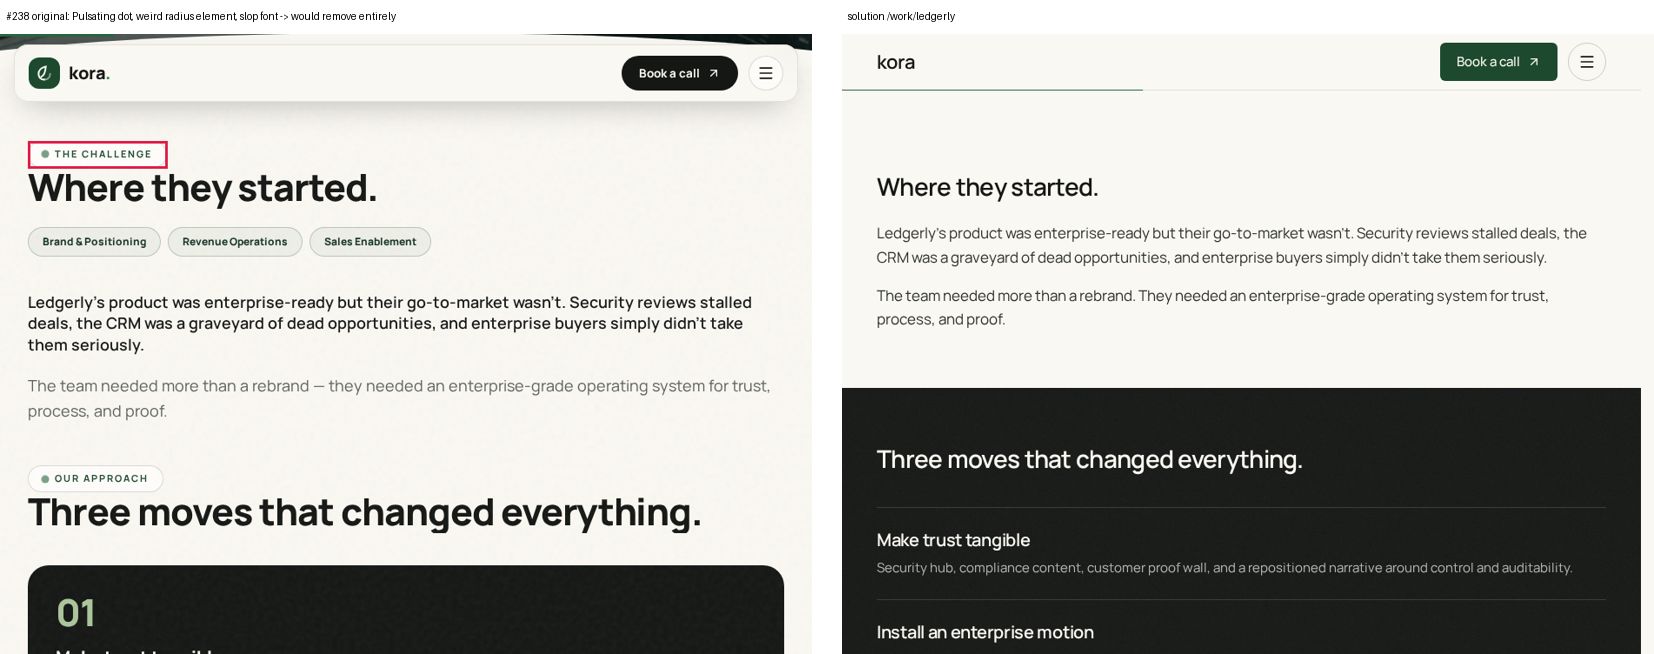 #238 original: Pulsating dot, weird radius element, slop font -> would remove entirely
kora.
Book a call
THE CHALLENGE
Where they started.
Brand & Positioning
Revenue Operations
Sales Enablement
Ledgerly's product was enterprise-ready but their go-to-market wasn't. Security reviews stalled
deals, the CRM was a graveyard of dead opportunities, and enterprise buyers simply didn't take
them seriously.
The team needed more than a rebrand — they needed an enterprise-grade operating system for trust,
process, and proof.
OUR APPROACH
Three moves that changed everything.
01
solution /work/ledgerly
kora
Book a call
Where they started.
Ledgerly's product was enterprise-ready but their go-to-market wasn't. Security reviews stalled deals, the
CRM was a graveyard of dead opportunities, and enterprise buyers simply didn't take them seriously.
The team needed more than a rebrand. They needed an enterprise-grade operating system for trust,
process, and proof.
Three moves that changed everything.
Make trust tangible
Security hub, compliance content, customer proof wall, and a repositioned narrative around control and auditability.
Install an enterprise motion